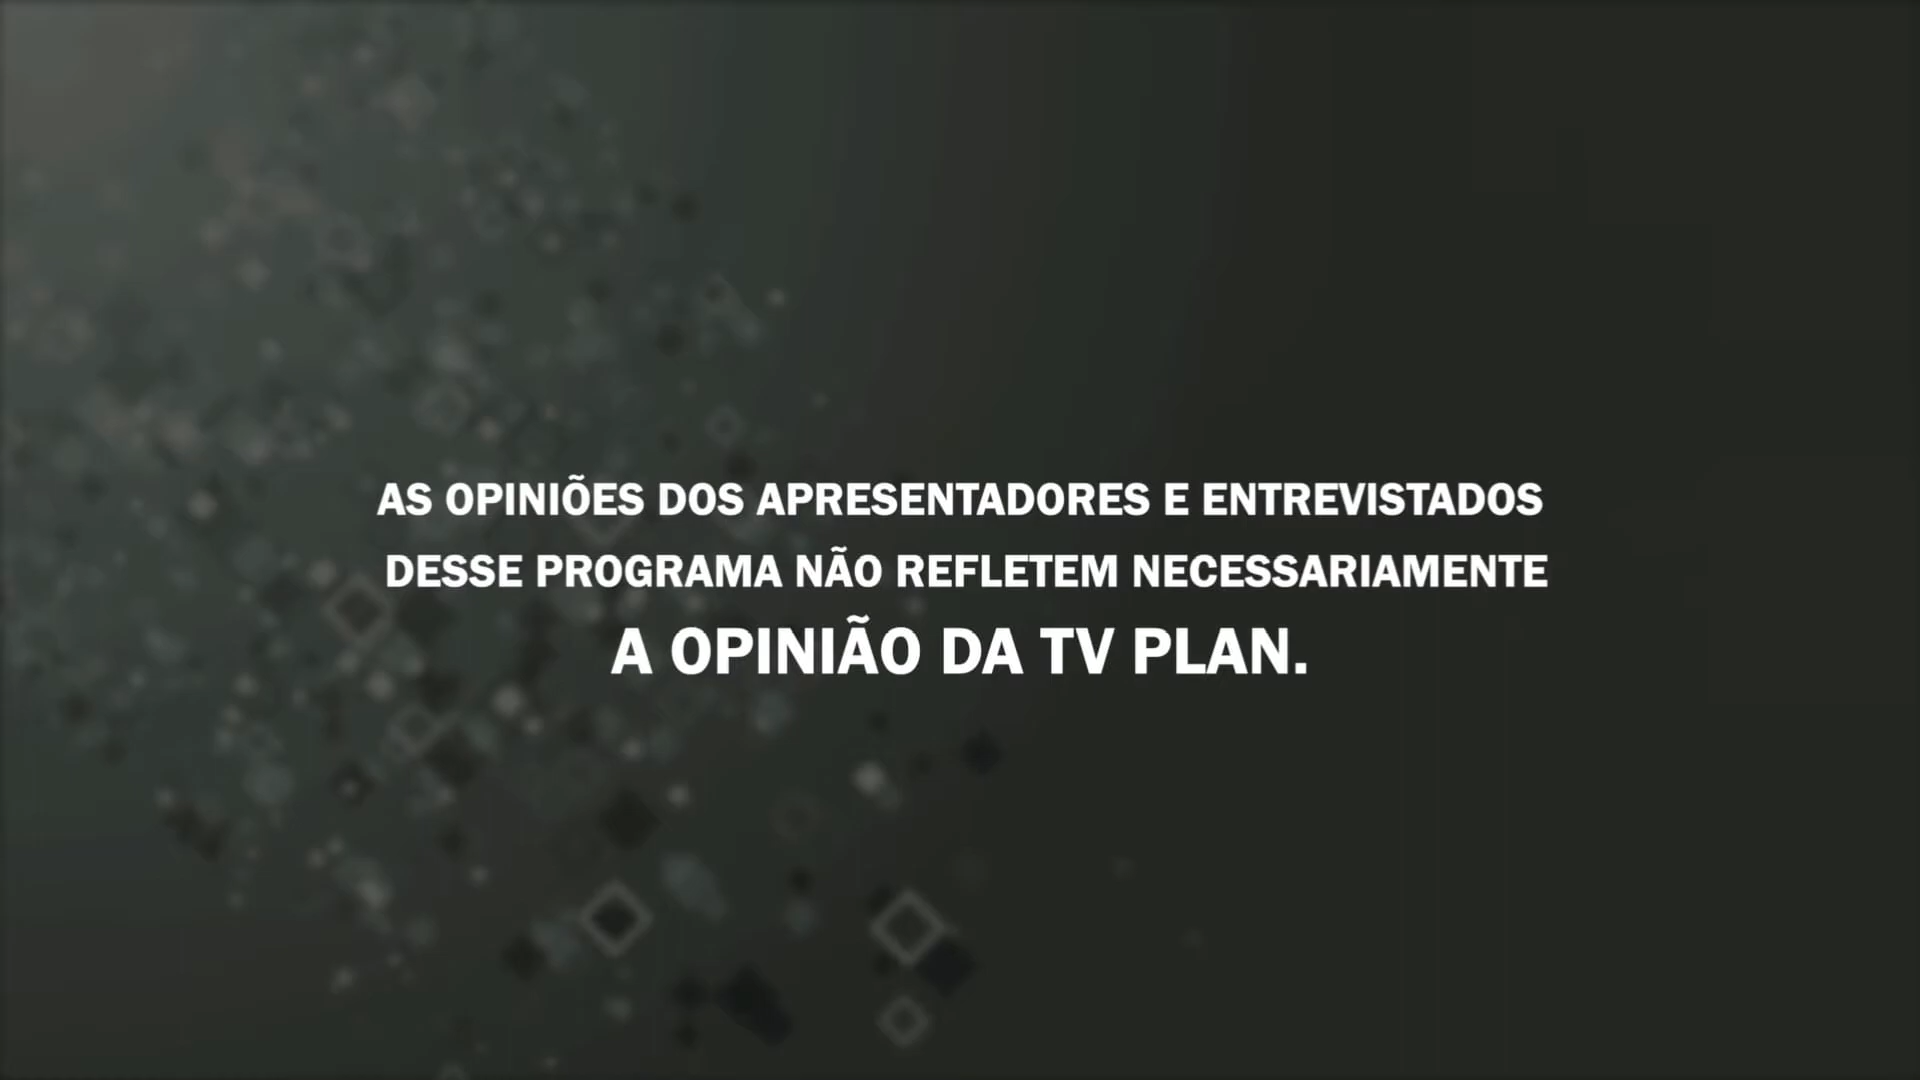 AS OPINIÕES DOS APRESENTADORES E ENTREVISTADOS
DESSE PROGRAMA NÃO REFLETEM NECESSARIAMENTE
A OPINIÃO DA TV PLAN.